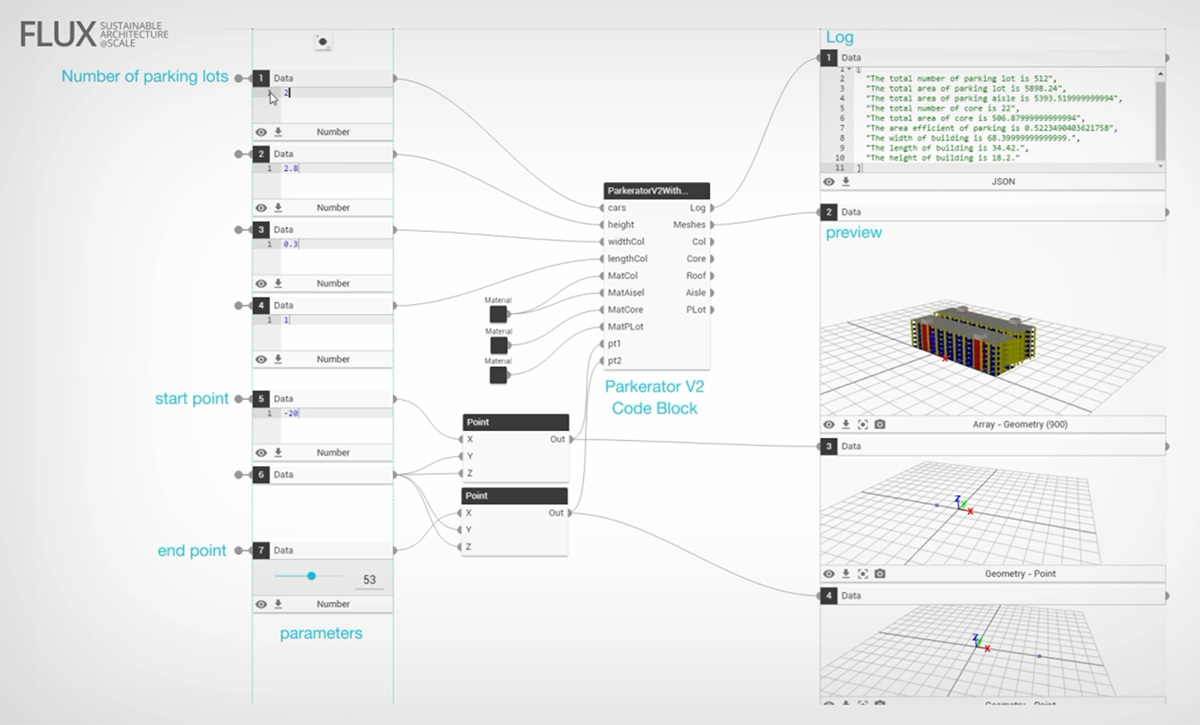 FLUX SUSTAINABLE
ARCHITECTURE
@SCALE
Number of parking lots
1 Data
1 2
Number
2 Data
1 2.8
Number
3 Data
1 0.3
Number
4 Data
1 1
Number
start point
5 Data
1 -20
Number
6 Data
end point
7 Data
53
Number
parameters
Material
Material
Material
Point
X Out
Y
Z
Point
X Out
Y
Z
ParkeratorV2With...
cars Log
height Meshes
widthCol Col
lengthCol Core
MatCol Roof
MatAisel Aisle
MatCore PLot
MatPLot
pt1
pt2
Parkerator V2
Code Block
Log
1 Data
1 [
2 "The total number of parking lot is 512",
3 "The total area of parking lot is 5898.24",
4 "The total area of parking aisle is 5393.519999999994",
5 "The total number of core is 22",
6 "The total area of core is 506.87999999999994",
7 "The area efficient of parking is 0.5223490403621758",
8 "The width of building is 68.39999999999999.",
9 "The length of building is 34.42.",
10 "The height of building is 18.2."
11 ]
JSON
2 Data
preview
X
Array - Geometry (900)
3 Data
Z
Y
X
Geometry - Point
4 Data
Z
Y
X
Geometry - Point